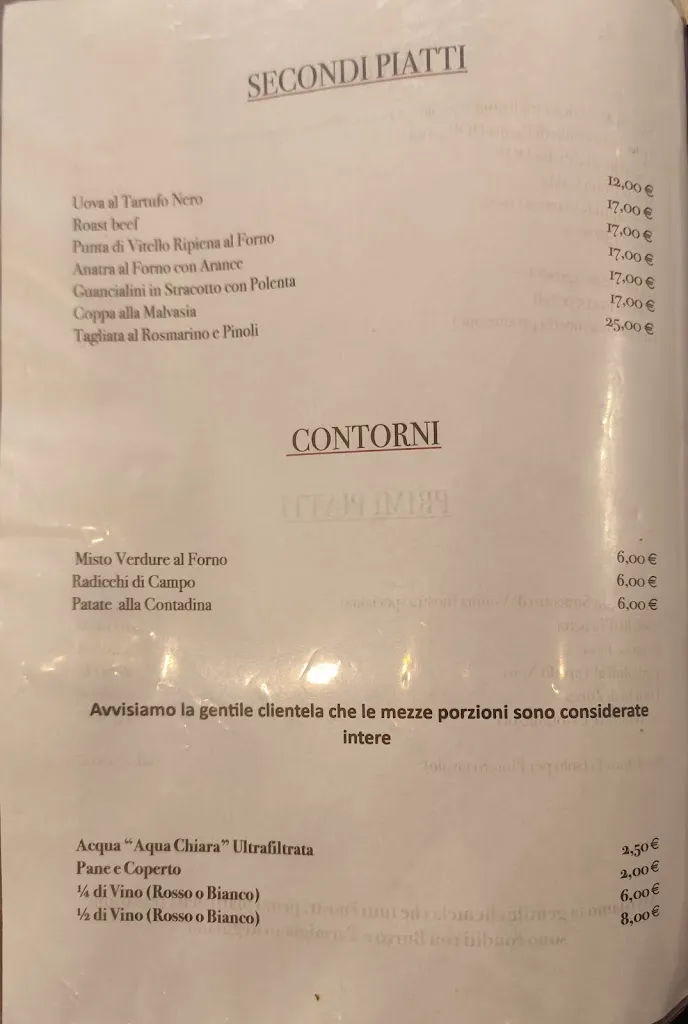 SECONDI PIATTI
Uova al Tartufo Nero 12,00 €
Roast beef 17,00 €
Punta di Vitello Ripiena al Forno 17,00 €
Anatra al Forno con Arance 17,00 €
Guancialini in Stracotto con Polenta 17,00 €
Coppa alla Malvasia 17,00 €
Tagliata al Rosmarino e Pinoli 25,00 €
CONTORNI
Misto Verdure al Forno 6,00 €
Radicchi di Campo 6,00 €
Patate alla Contadina 6,00 €
Avvisiamo la gentile clientela che le mezze porzioni sono considerate
intere
Acqua “Aqua Chiara” Ultrafiltrata 2,50 €
Pane e Coperto 2,00 €
¼ di Vino (Rosso o Bianco) 6,00 €
½ di Vino (Rosso o Bianco) 8,00 €